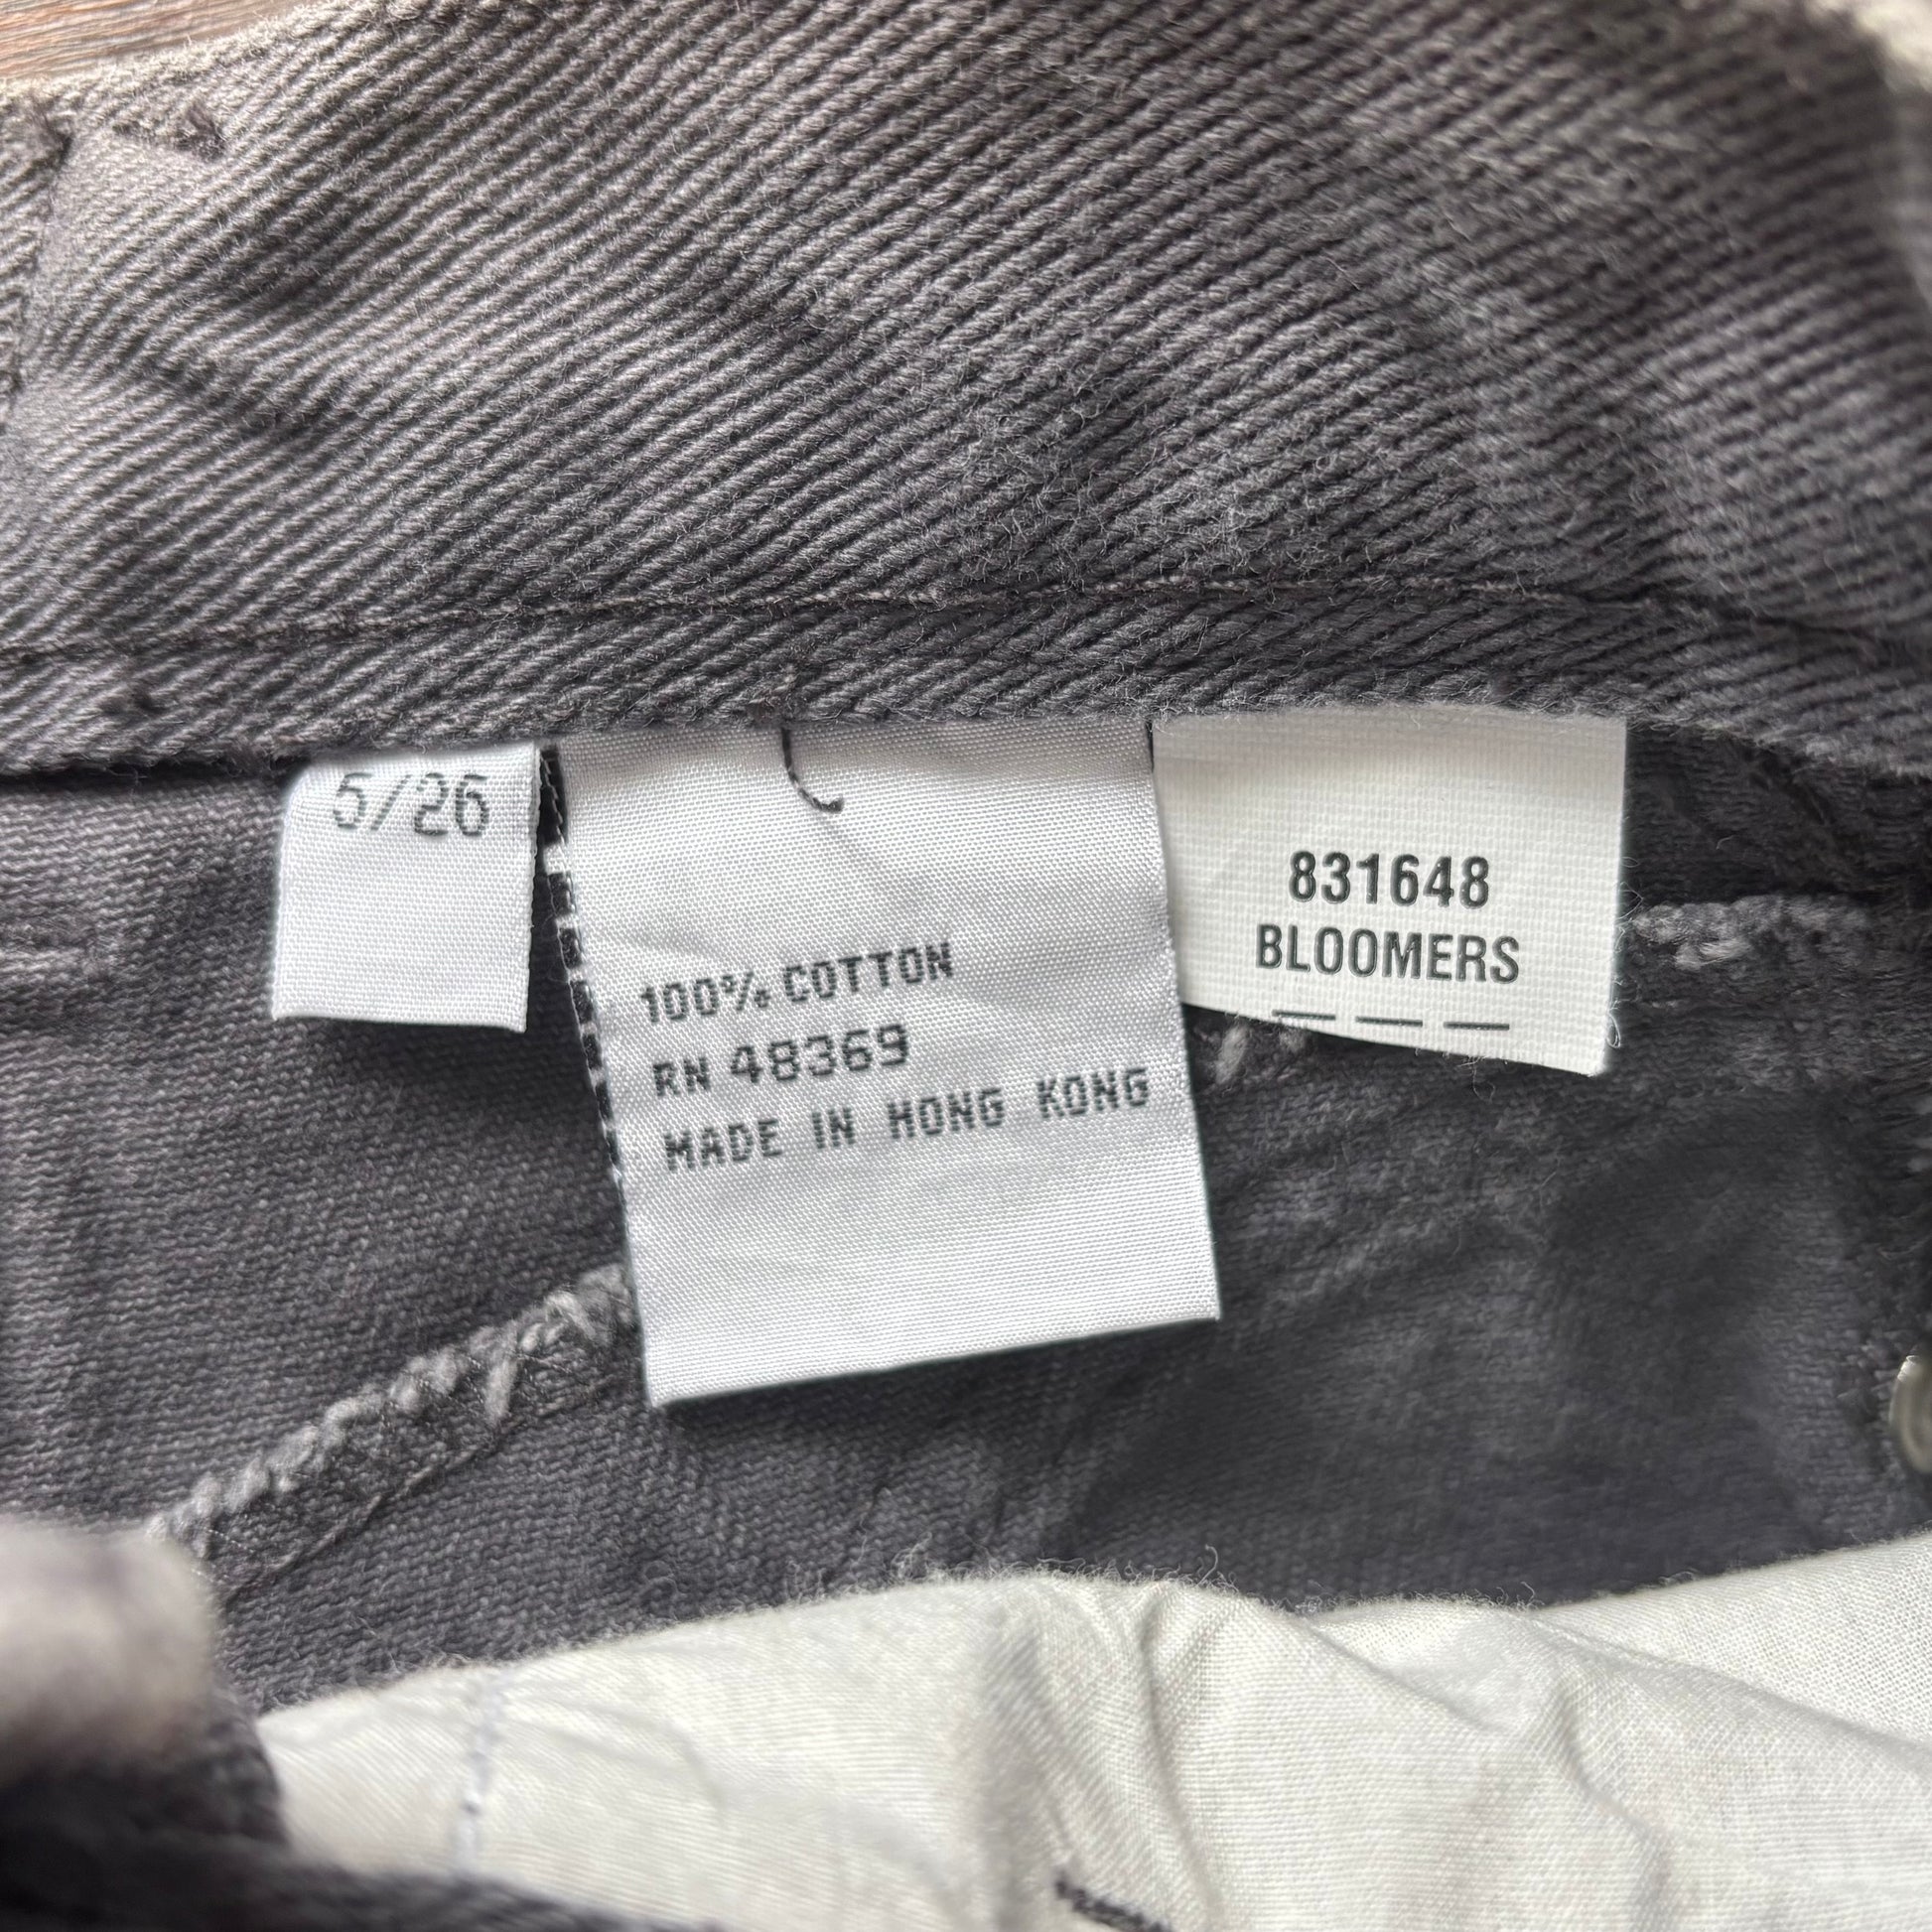 5/26
100% COTTON
RN 48369
MADE IN HONG KONG
831648
BLOOMERS